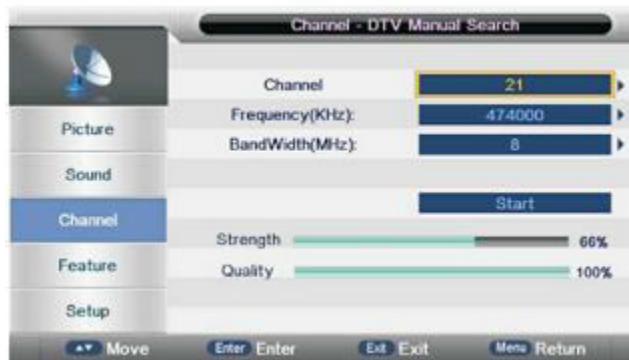 Channel - DTV Manual Search
Channel 21
Frequency(KHz): 474000
BandWidth(MHz): 8
Start
Strength 66%
Quality 100%
Picture
Sound
Channel
Feature
Setup
Move Enter Enter Exit Exit Menu Return